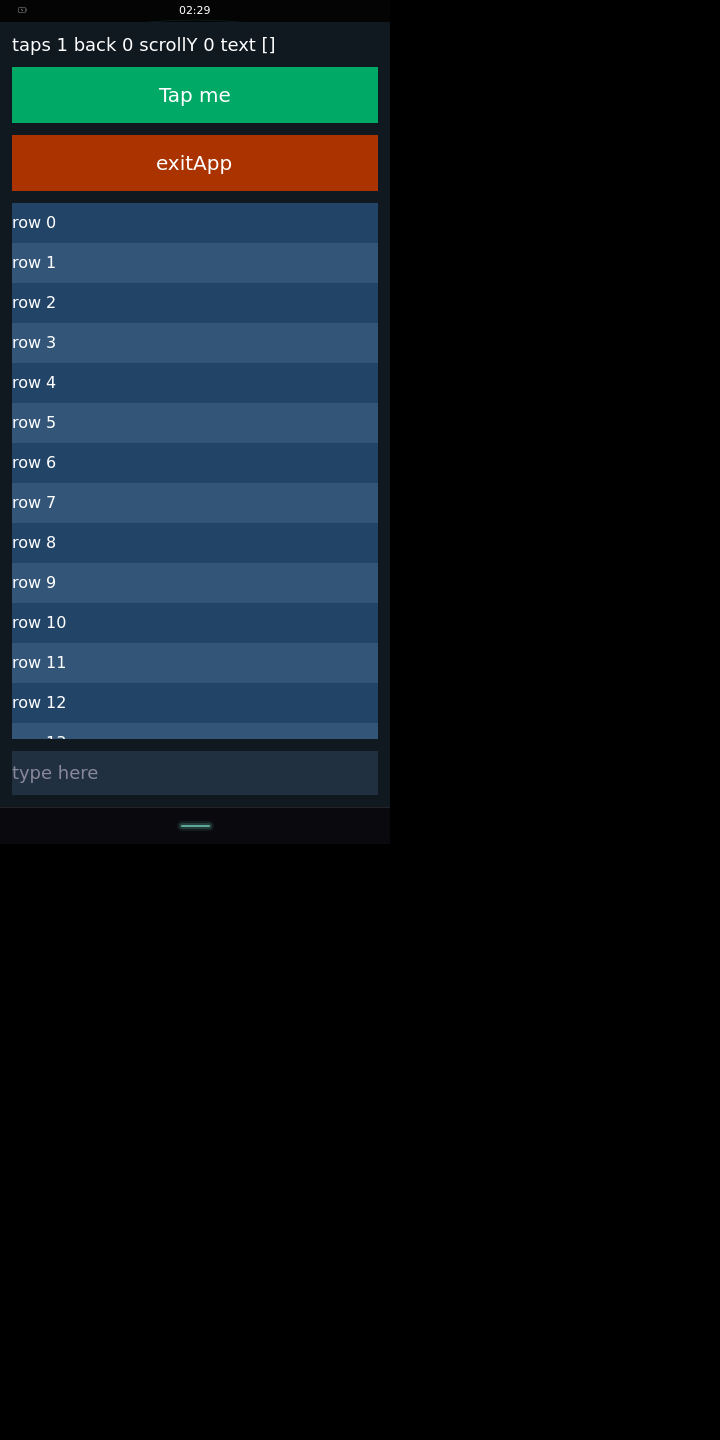 02:29
taps 1 back 0 scrollY 0 text []
Tap me
exitApp
row 0
row 1
row 2
row 3
row 4
row 5
row 6
row 7
row 8
row 9
row 10
row 11
row 12
type here